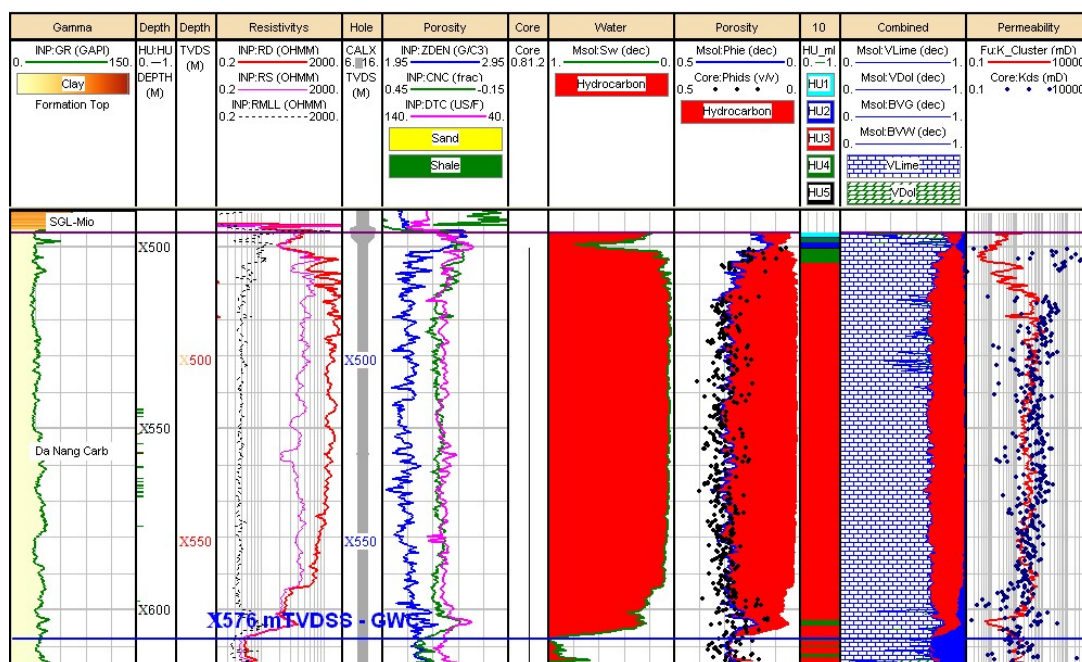 Gamma Depth Depth Resistivitys Hole Porosity Core Water Porosity 10 Combined Permeability
INP:GR (GAPI)
0. 150.
Clay
Formation Top
HU:HU
0.—1.
DEPTH
(M)
TVDS
(M)
INP:RD (OHMM)
0.2 2000.
INP:RS (OHMM)
0.2 2000.
INP:RMLL (OHMM)
0.2 2000.
CALX
6. 16.
TVDS
(M)
INP:ZDEN (G/C3)
1.95 2.95
INP:CNC (frac)
0.45 -0.15
INP:DTC (US/F)
140. 40.
Sand
Shale
Core
0.81.2
Msol:Sw (dec)
1. 0.
Hydrocarbon
Msol:Phie (dec)
0.5 0.
Core:Phids (v/v)
0.5 0.
Hydrocarbon
HU_ml
0.-1.
HU1
HU2
HU3
HU4
HU5
Msol:VLime (dec)
0. 1.
Msol:VDol (dec)
0. 1.
Msol:BVG (dec)
0. 1.
Msol:BVW (dec)
0. 1.
VLime
VDol
Fu:K_Cluster (mD)
0.1 10000
Core:Kds (mD)
0.1 10000
SGL-Mio
X500
X500 X500
X550
Da Nang Carb
X550 X550
X600
X576 mTVDSS - GWC